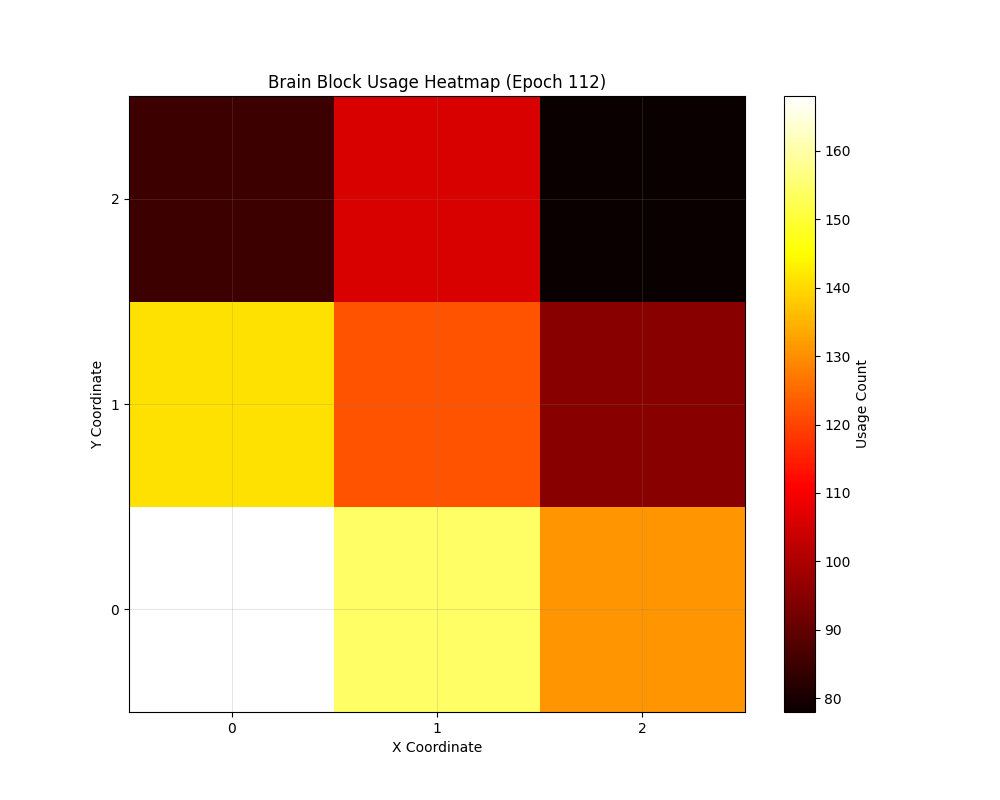 Brain Block Usage Heatmap (Epoch 112)
2
1
0
Y Coordinate
0 1 2
X Coordinate
160
150
140
130
120
110
100
90
80
Usage Count